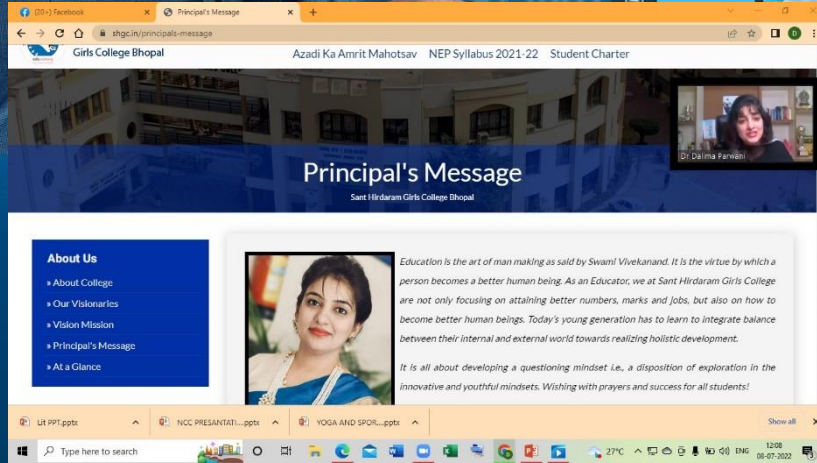 (20+) Facebook
Principal's Message
shgc.in/principals-message
Girls College Bhopal
Azadi Ka Amrit Mahotsav NEP Syllabus 2021-22 Student Charter
Dr Dalima Parwani
Principal's Message
Sant Hirdaram Girls College Bhopal
About Us
» About College
» Our Visionaries
» Vision Mission
» Principal's Message
» At a Glance
Education is the art of man making as said by Swami Vivekanand. It is the virtue by which a
person becomes a better human being. As an Educator, we at Sant Hirdaram Girls College
are not only focusing on attaining better numbers, marks and jobs, but also on how to
become better human beings. Today's young generation has to learn to integrate balance
between their internal and external world towards realizing holistic development.
It is all about developing a questioning mindset i.e., a disposition of exploration in the
innovative and youthful mindsets. Wishing with prayers and success for all students!
Lit PPT.pptx
NCC PRESANTATI....pptx
YOGA AND SPOR....pptx
Show all
Type here to search
27°C
ENG
12:08
08-07-2022